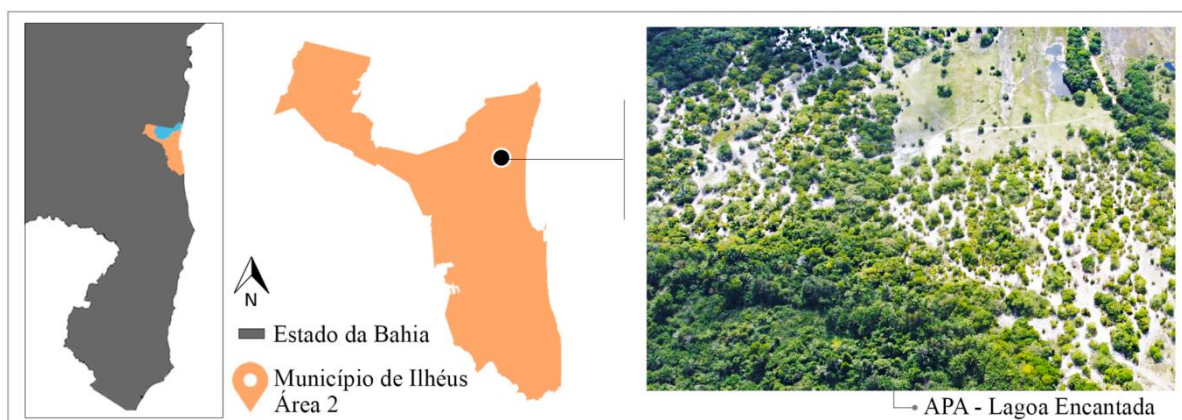 N
Estado da Bahia
Município de Ilhéus
Área 2
APA - Lagoa Encantada